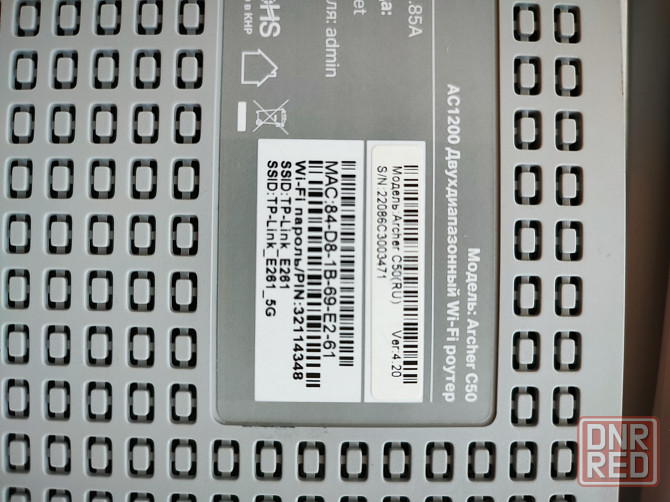 Модель: Archer C50
AC1200 Двухдиапазонный Wi-Fi роутер
.85A
ля: admin
Модель:Archer C50(RU) Ver:4.20
S/N:22086C3003471
MAC:84-D8-1B-69-E2-61
Wi-Fi пароль/PIN:32114348
SSID:TP-Link_E261
SSID:TP-Link_E261_5G
в КНР
DNR
RED